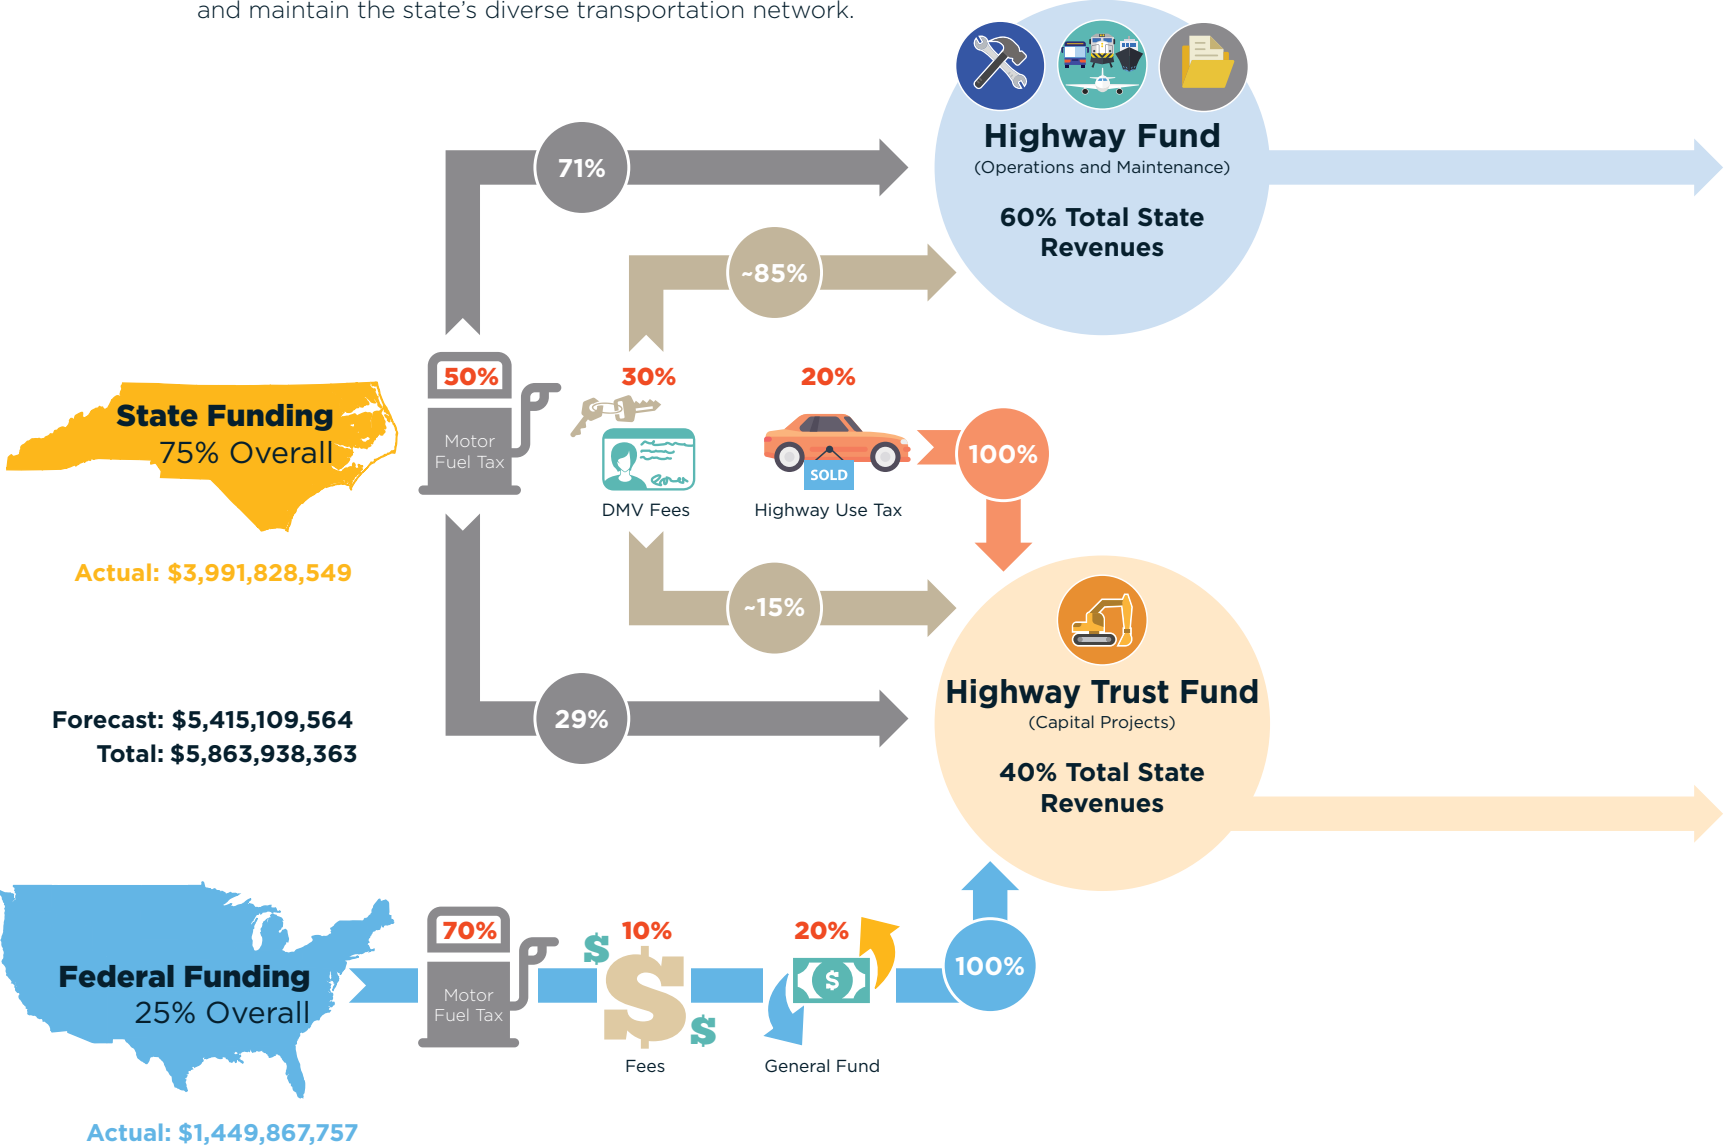 and maintain the state’s diverse transportation network.
Highway Fund
(Operations and Maintenance)
60% Total State
Revenues
71%
~85%
State Funding
75% Overall
Actual: $3,991,828,549
50%
Motor
Fuel Tax
30%
DMV Fees
20%
SOLD
Highway Use Tax
100%
~15%
29%
Forecast: $5,415,109,564
Total: $5,863,938,363
Highway Trust Fund
(Capital Projects)
40% Total State
Revenues
Federal Funding
25% Overall
Actual: $1,449,867,757
70%
Motor
Fuel Tax
$
10%
$
$
Fees
20%
$
General Fund
100%